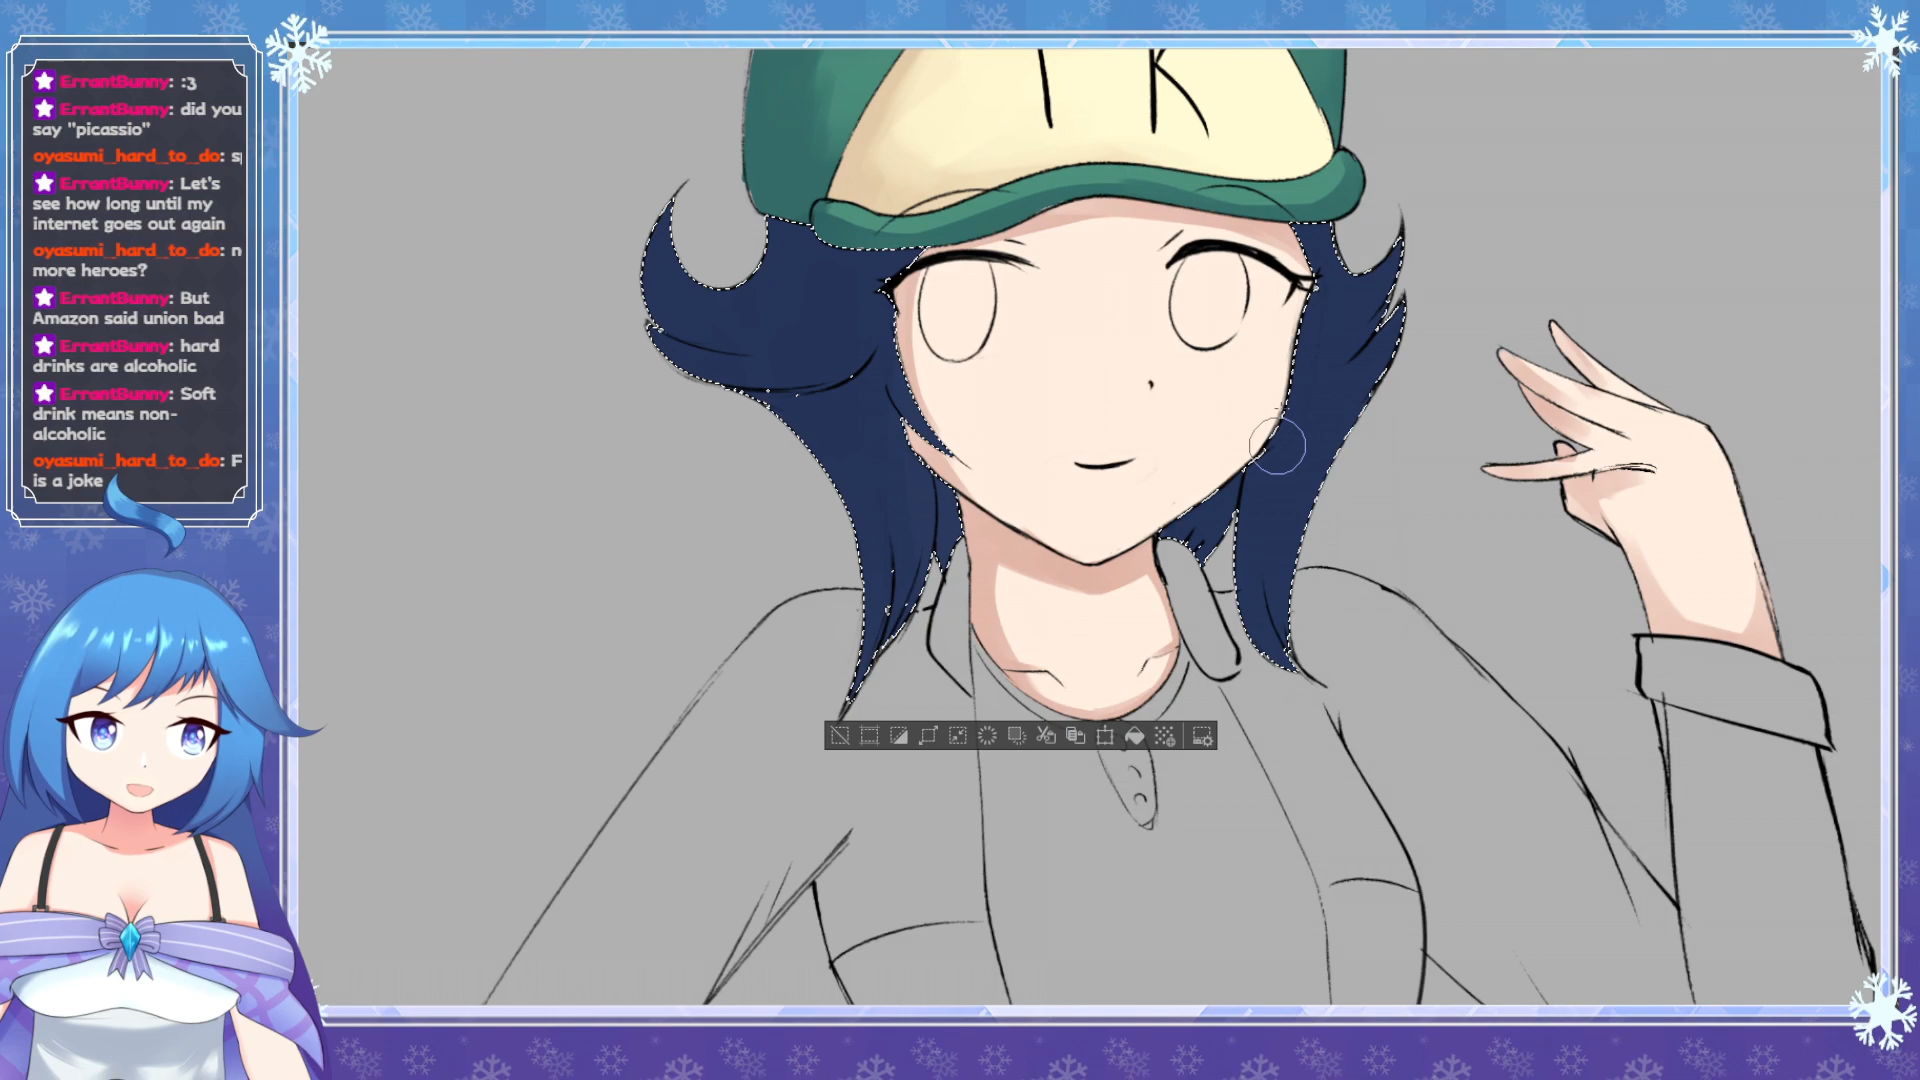 ErrantBunny: :3
ErrantBunny: did you
say "picassio"
oyasumi_hard_to_do: s
ErrantBunny: Let's
see how long until my
internet goes out again
oyasumi_hard_to_do: n
more heroes?
ErrantBunny: But
Amazon said union bad
ErrantBunny: hard
drinks are alcoholic
ErrantBunny: Soft
drink means non-
alcoholic
oyasumi_hard_to_do: F
is a joke